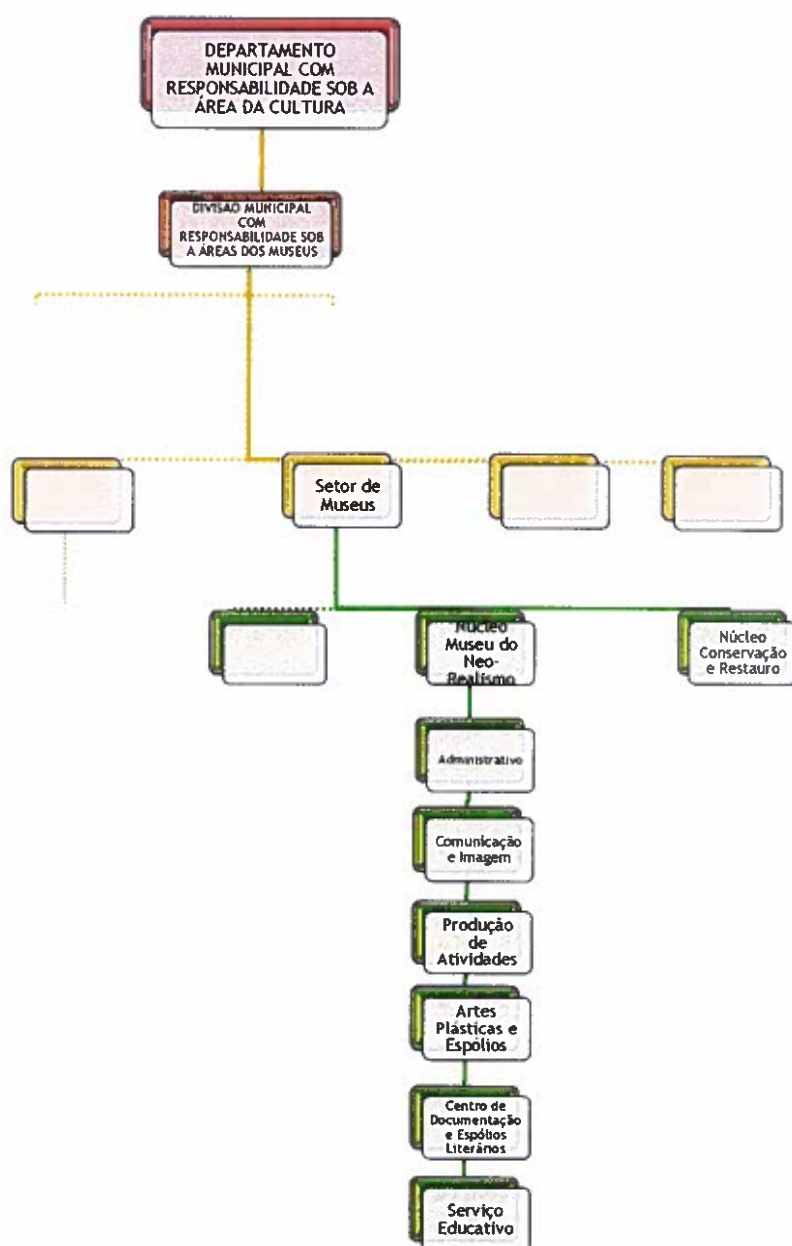 DEPARTAMENTO
MUNICIPAL COM
RESPONSABILIDADE SOB A
ÁREA DA CULTURA
DIVISÃO MUNICIPAL
COM
RESPONSABILIDADE SOB
A ÁREAS DOS MUSEUS
Setor de
Museus
Núcleo
Museu do
Neo-
Realismo
Núcleo
Conservação
e Restauro
Administrativo
Comunicação
e Imagem
Produção
de
Atividades
Artes
Plásticas e
Espólios
Centro de
Documentação
e Espólios
Literários
Serviço
Educativo